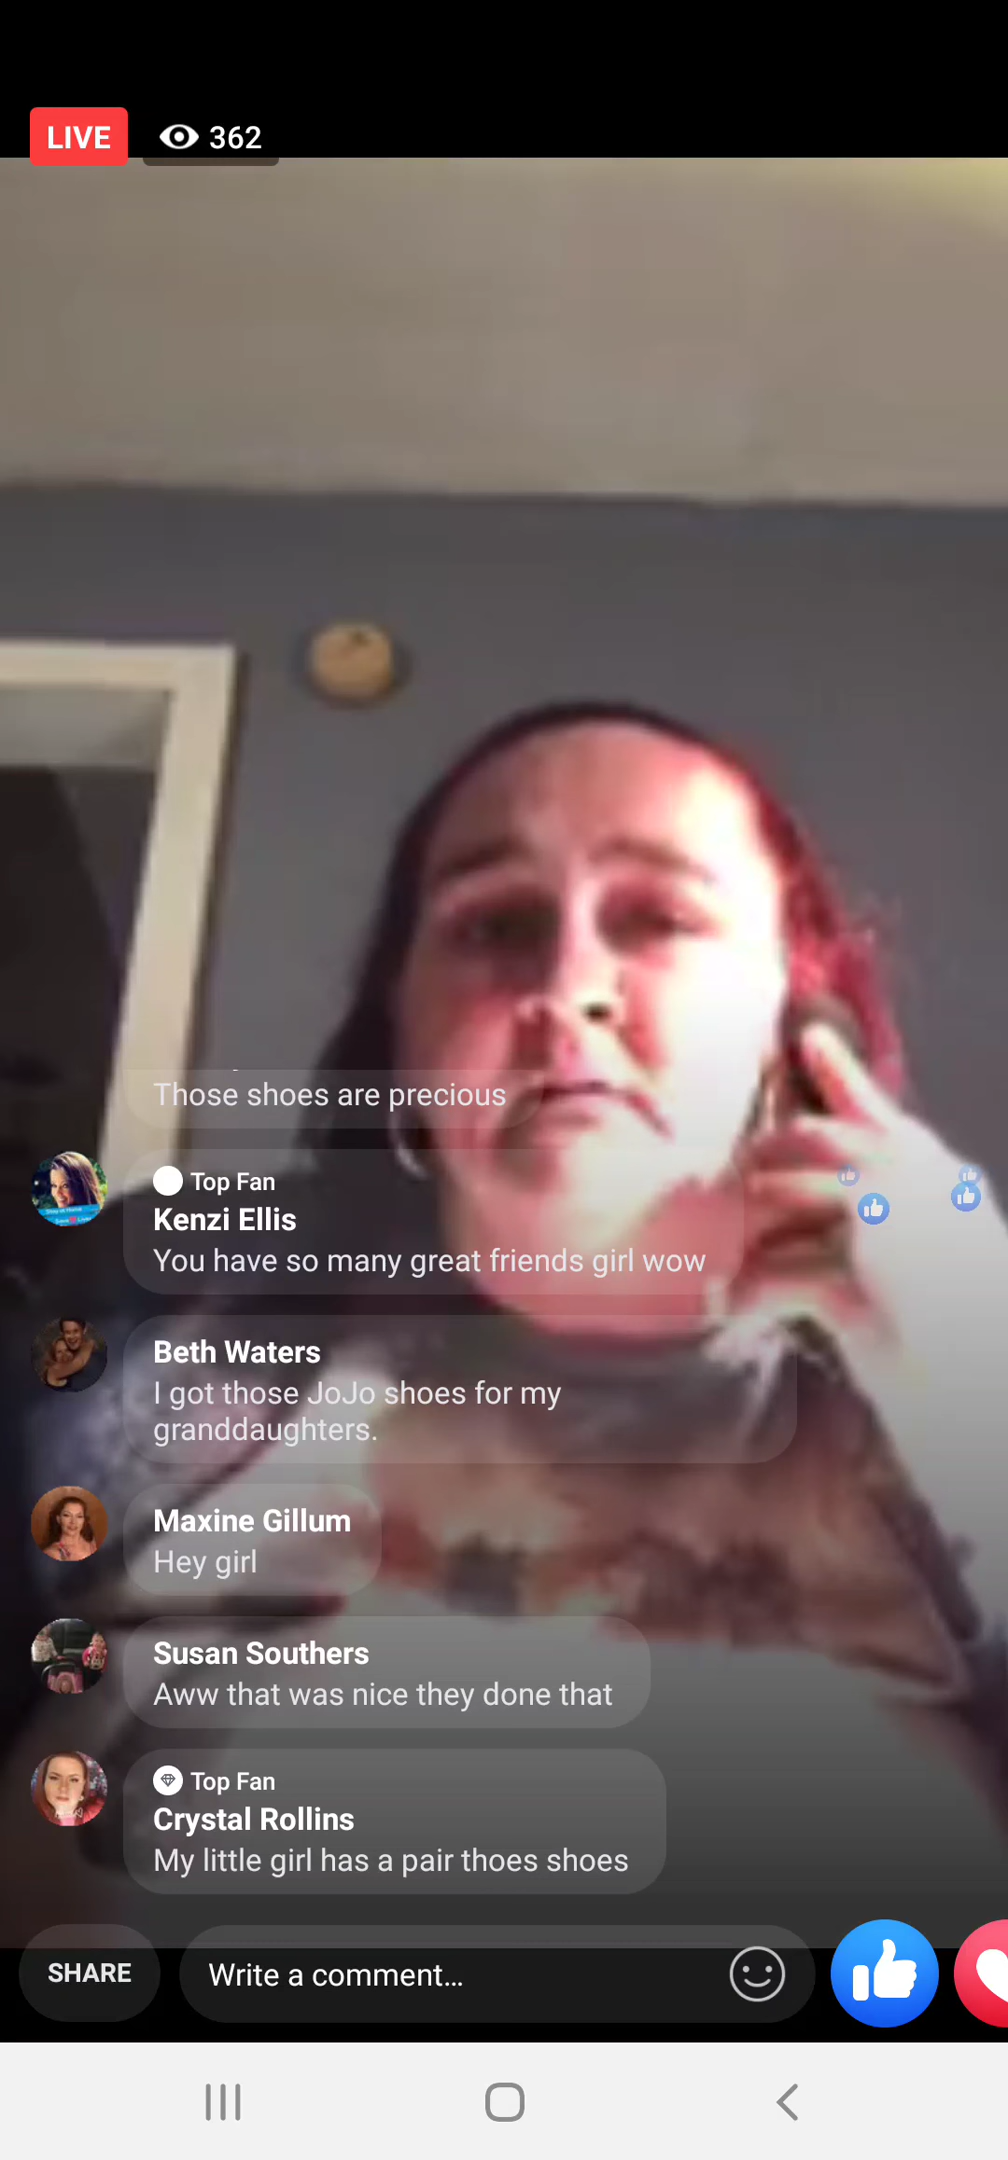 LIVE 362
Those shoes are precious
Top Fan
Kenzi Ellis
You have so many great friends girl wow
Beth Waters
I got those JoJo shoes for my
granddaughters.
Maxine Gillum
Hey girl
Susan Southers
Aww that was nice they done that
Top Fan
Crystal Rollins
My little girl has a pair thoes shoes
SHARE Write a comment...